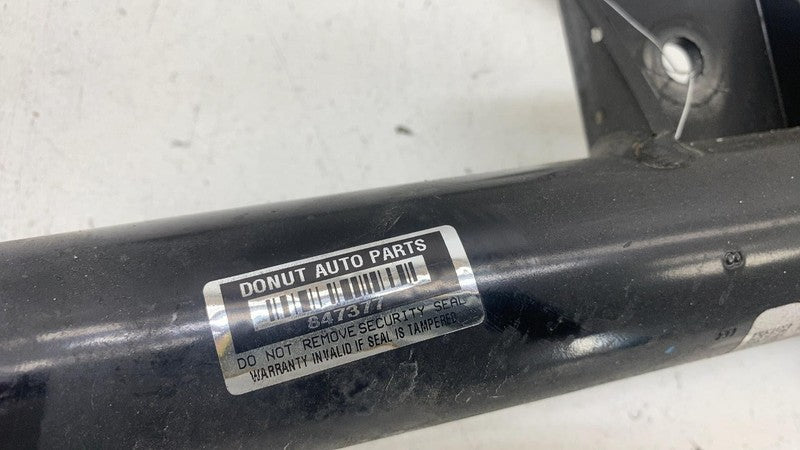 DONUT AUTO PARTS
847377
DO NOT REMOVE SECURITY SEAL
WARRANTY INVALID IF SEAL IS TAMPERED